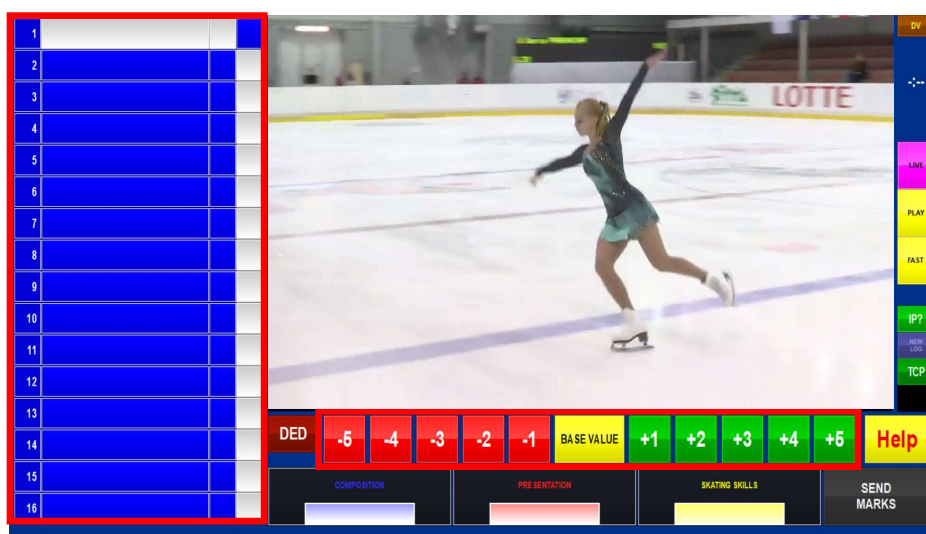 1
2
3
4
5
6
7
8
9
10
11
12
13
14
15
16
LOTTE
DV
-:--
LIVE
PLAY
FAST
IP?
NEW
LOG
TCP
DED
-5 -4 -3 -2 -1 BASE VALUE +1 +2 +3 +4 +5
Help
COMPOSITION PRESENTATION SKATING SKILLS
SEND
MARKS